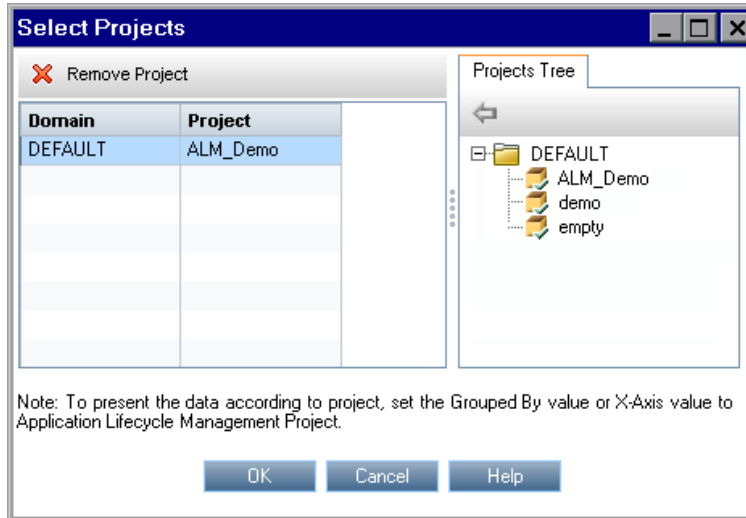 Select Projects
Remove Project
Domain Project
DEFAULT ALM_Demo
Projects Tree
DEFAULT
ALM_Demo
demo
empty
Note: To present the data according to project, set the Grouped By value or X-Axis value to
Application Lifecycle Management Project.
OK Cancel Help